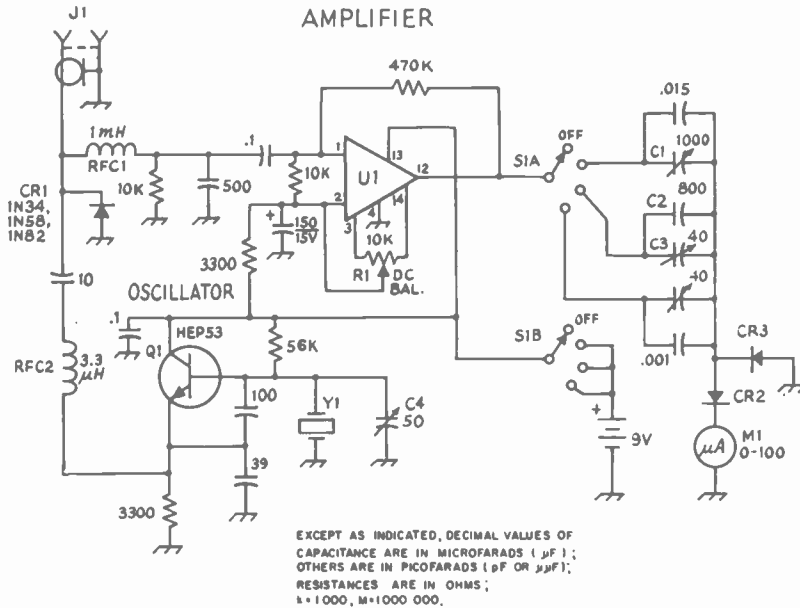 AMPLIFIER
J1
470K
.015
1mH
RFC1
.1
1
13
12
U1
OFF
S1A
C1
1000
10K
500
10K
2
3
4
14
800
C2
CR1
1N34,
1N58,
1N82
+
150
15V
10K
R1
DC
BAL.
C3
40
40
3300
10
OSCILLATOR
.1
HEP53
Q1
56K
S1B
OFF
.001
CR3
RFC2
3.3
µH
100
Y1
C4
50
+
9V
CR2
µA
M1
0-100
39
3300
EXCEPT AS INDICATED, DECIMAL VALUES OF
CAPACITANCE ARE IN MICROFARADS ( µF ) ;
OTHERS ARE IN PICOFARADS ( pF OR µµF);
RESISTANCES ARE IN OHMS;
k=1000, M=1000 000.